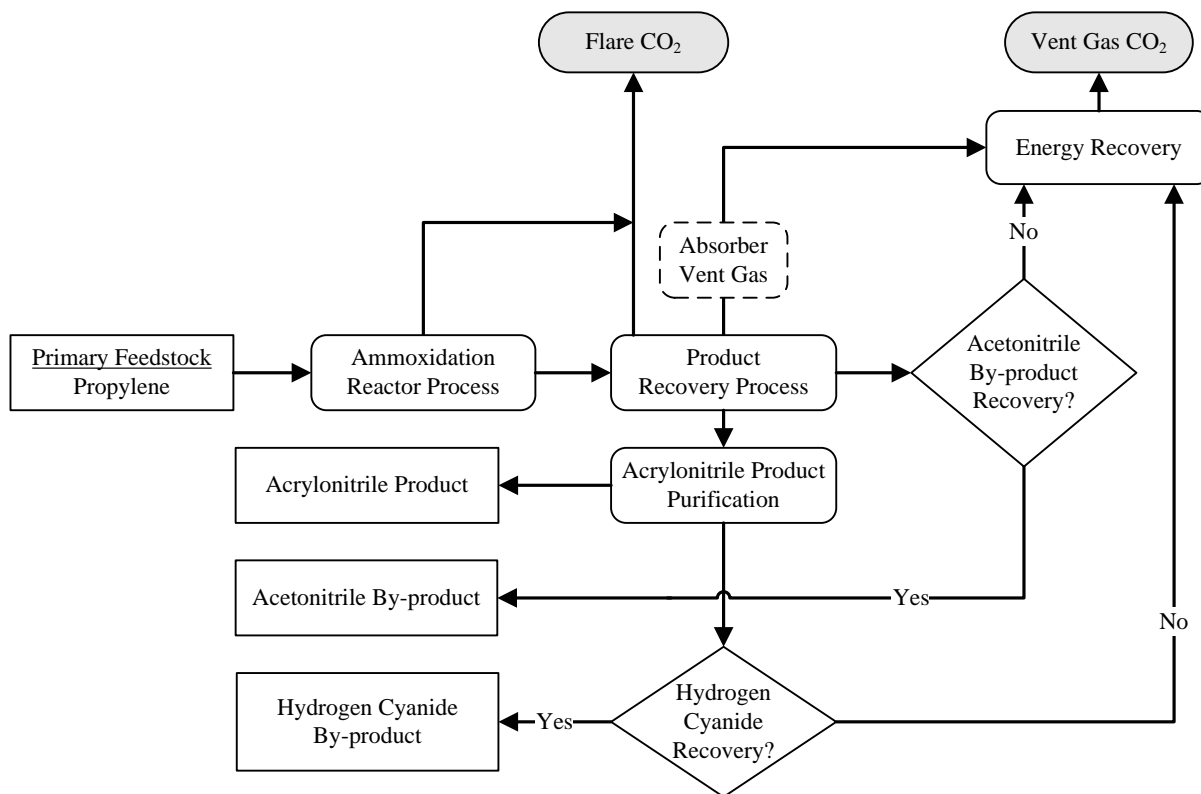 Flare CO₂
Vent Gas CO₂
Energy Recovery
Absorber
Vent Gas
No
Primary Feedstock
Propylene
Ammoxidation
Reactor Process
Product
Recovery Process
Acetonitrile
By-product
Recovery?
Acrylonitrile Product
Acrylonitrile Product
Purification
Acetonitrile By-product
Yes
No
Hydrogen Cyanide
By-product
Yes
Hydrogen
Cyanide
Recovery?